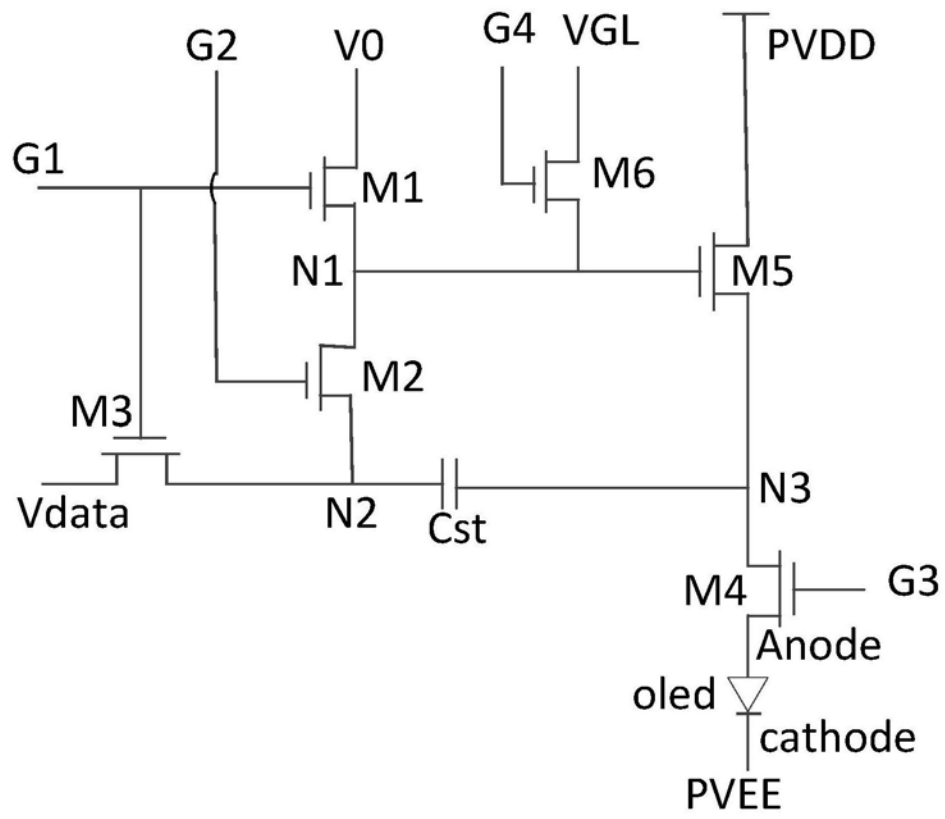 G2
V0
G4
VGL
PVDD
G1
M1
M6
N1
M5
M2
M3
Vdata
N2
Cst
N3
M4
G3
Anode
oled
cathode
PVEE